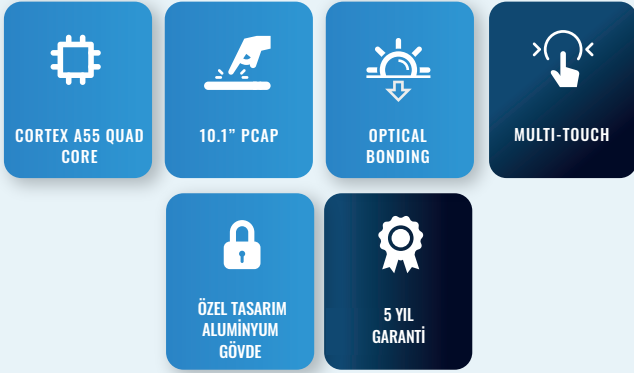 CORTEX A55 QUAD
CORE
10.1” PCAP
OPTICAL
BONDING
MULTI-TOUCH
ÖZEL TASARIM
ALUMİNYUM
GÖVDE
5 YIL
GARANTİ